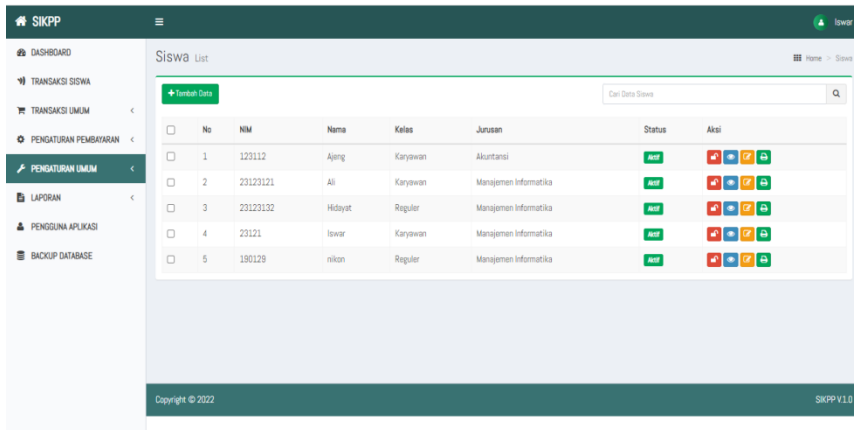 SIKPP
Iswar
DASHBOARD
TRANSAKSI SISWA
TRANSAKSI UMUM <
PENGATURAN PEMBAYARAN <
PENGATURAN UMUM <
LAPORAN <
PENGGUNA APLIKASI
BACKUP DATABASE
Siswa List
Home > Siswa
+Tambah Data
Cari Data Siswa
No NIM Nama Kelas Jurusan Status Aksi
1 123112 Ajeng Karyawan Akuntansi Aktif
2 23123121 Ali Karyawan Manajemen Informatika Aktif
3 23123132 Hidayat Reguler Manajemen Informatika Aktif
4 23121 Iswar Karyawan Manajemen Informatika Aktif
5 190129 nikon Reguler Manajemen Informatika Aktif
Copyright © 2022
SIKPP V.1.0